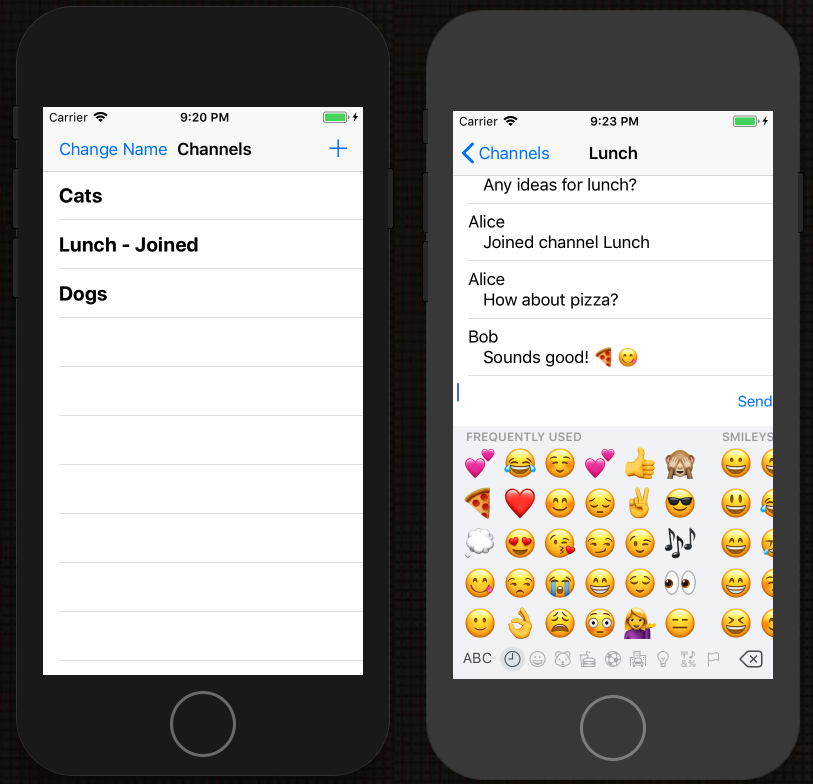 Carrier 9:20 PM
Change Name Channels +
Cats
Lunch - Joined
Dogs
Carrier 9:23 PM
Channels Lunch
Any ideas for lunch?
Alice
Joined channel Lunch
Alice
How about pizza?
Bob
Sounds good! 🍕 😋
Send
FREQUENTLY USED SMILEYS
ABC